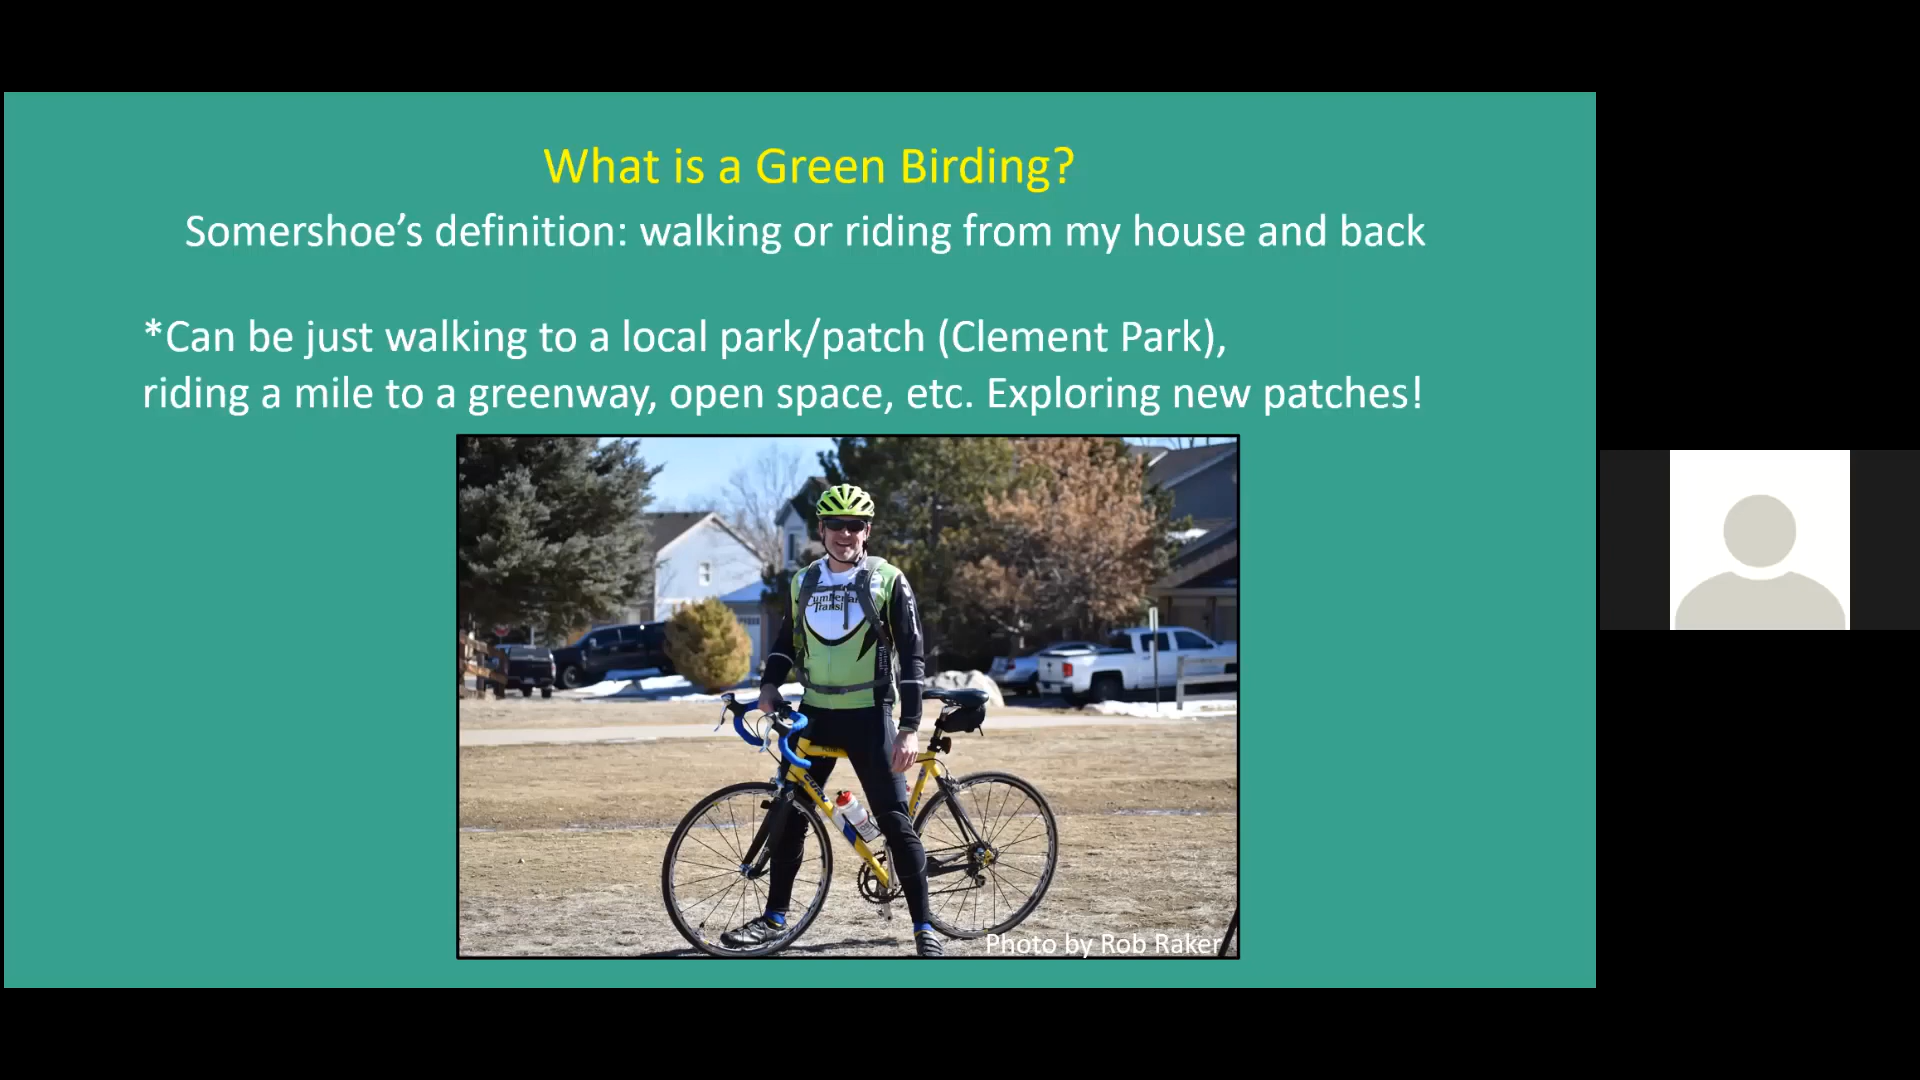 What is a Green Birding?
Somershoe’s definition: walking or riding from my house and back
*Can be just walking to a local park/patch (Clement Park),
riding a mile to a greenway, open space, etc. Exploring new patches!
Transit
Photo by Rob Raker